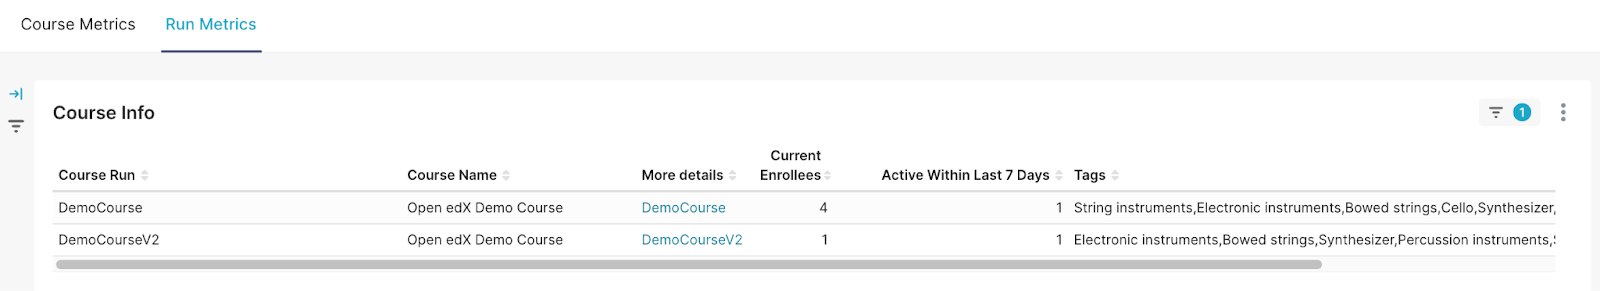 Course Metrics Run Metrics
Course Info 1
Course Run Course Name More details Current Enrollees Active Within Last 7 Days Tags
DemoCourse Open edX Demo Course DemoCourse 4 1 String instruments,Electronic instruments,Bowed strings,Cello,Synthesizer,
DemoCourseV2 Open edX Demo Course DemoCourseV2 1 1 Electronic instruments,Bowed strings,Synthesizer,Percussion instruments,